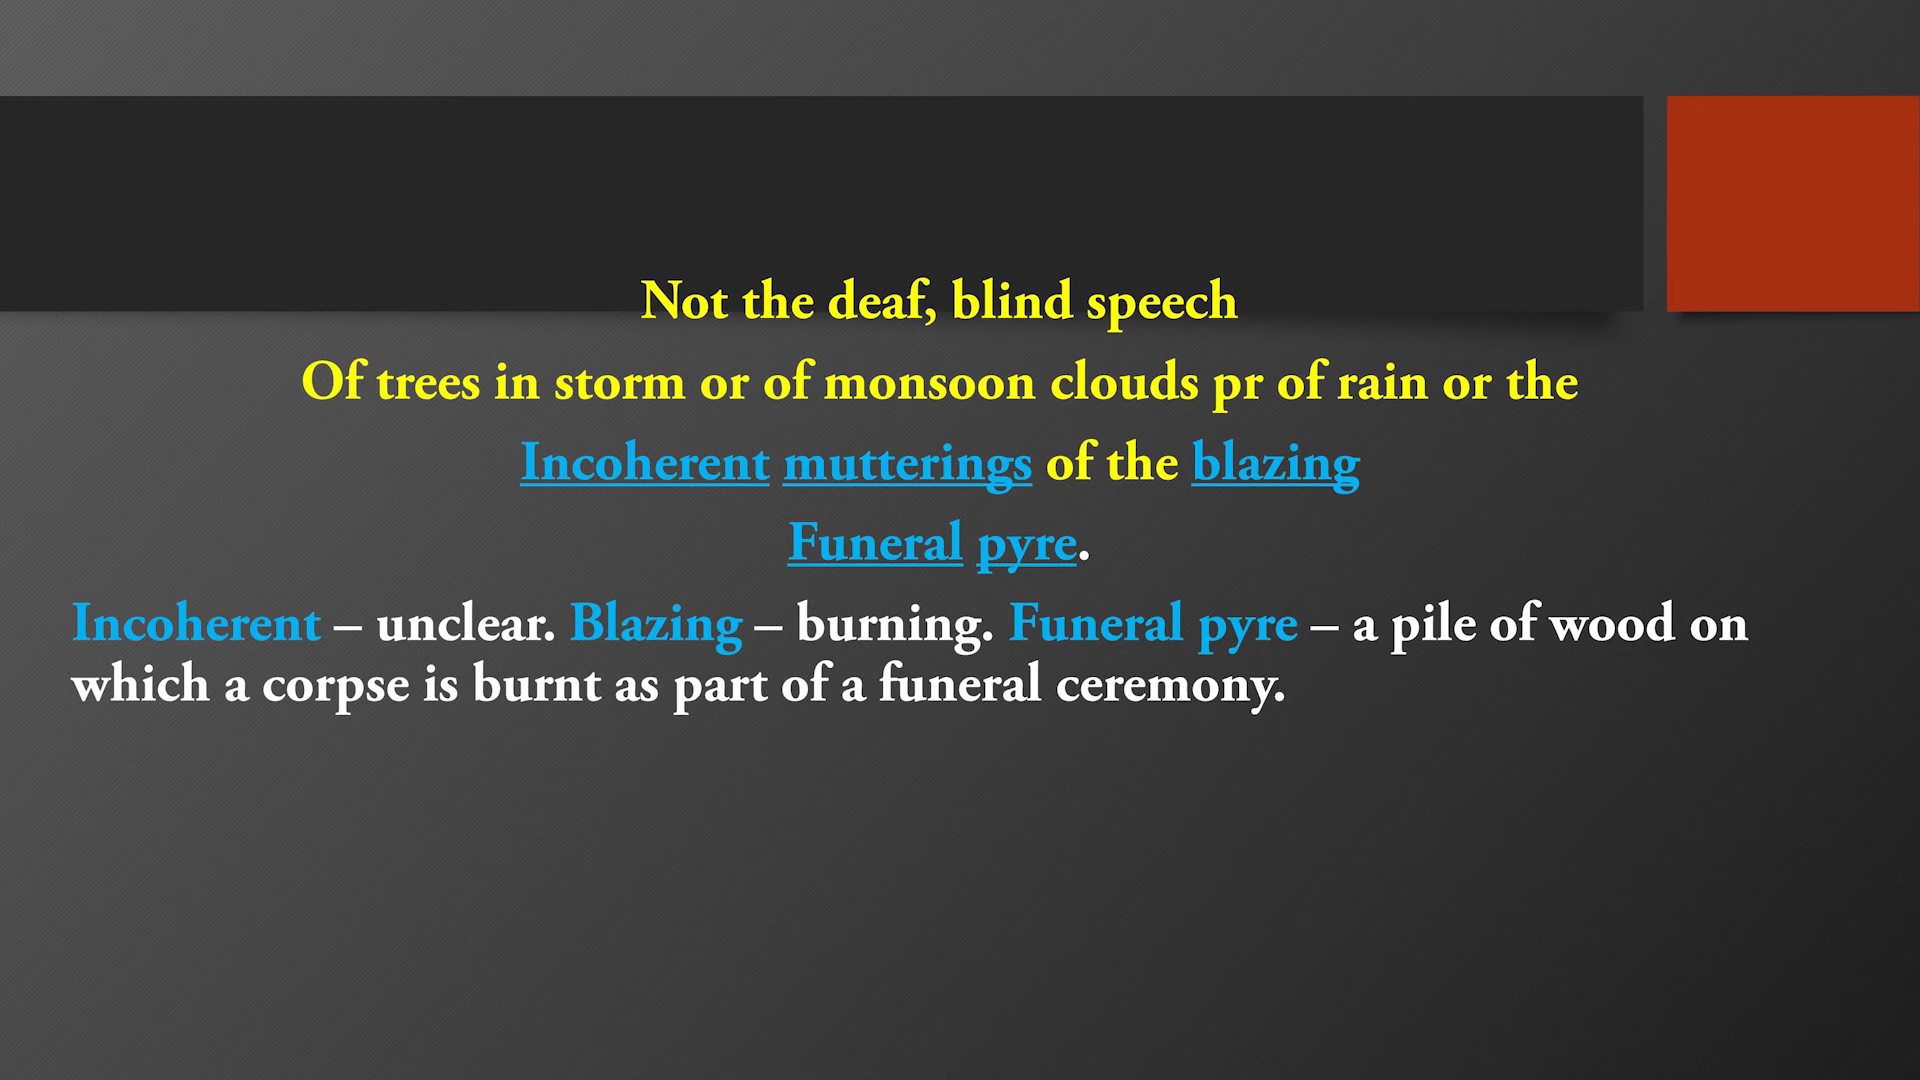 Not the deaf, blind speech
Of trees in storm or of monsoon clouds pr of rain or the
Incoherent mutterings of the blazing
Funeral pyre.
Incoherent – unclear. Blazing – burning. Funeral pyre – a pile of wood on
which a corpse is burnt as part of a funeral ceremony.